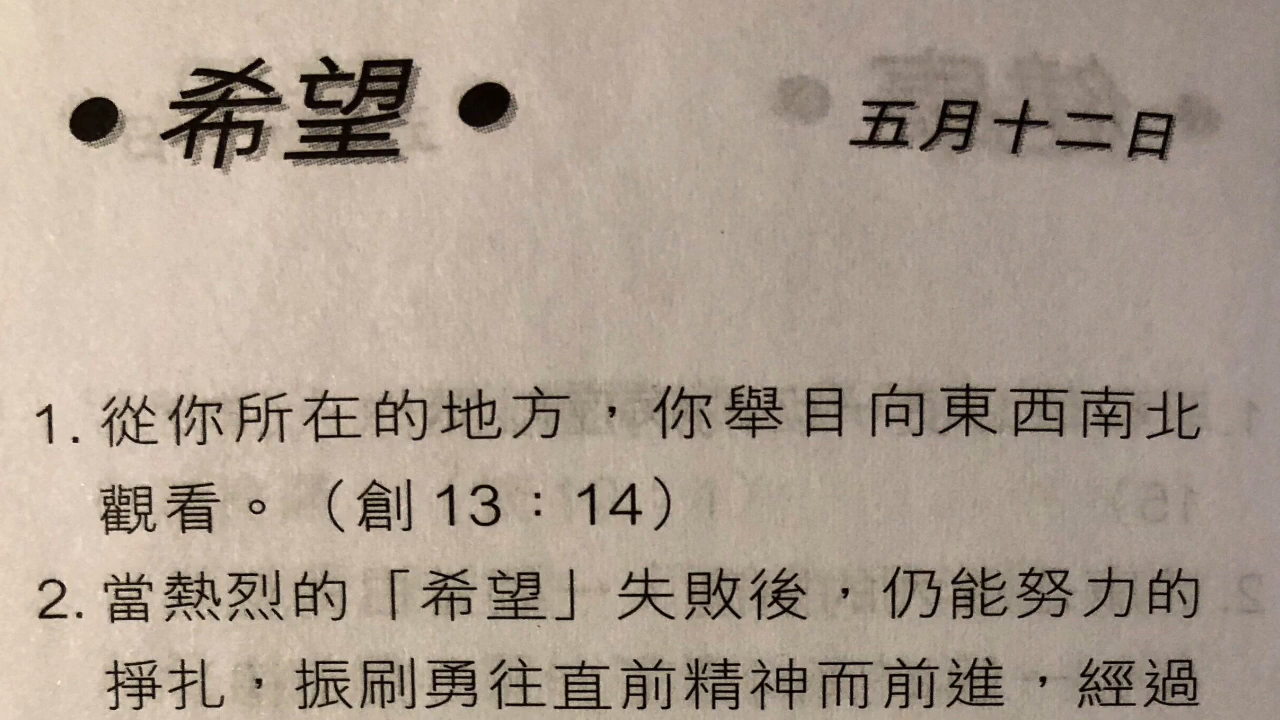 • 希望 • 五月十二日
1. 從你所在的地方，你舉目向東西南北
觀看。（創 13：14）
2. 當熱烈的「希望」失敗後，仍能努力的
掙扎，振刷勇往直前精神而前進，經過